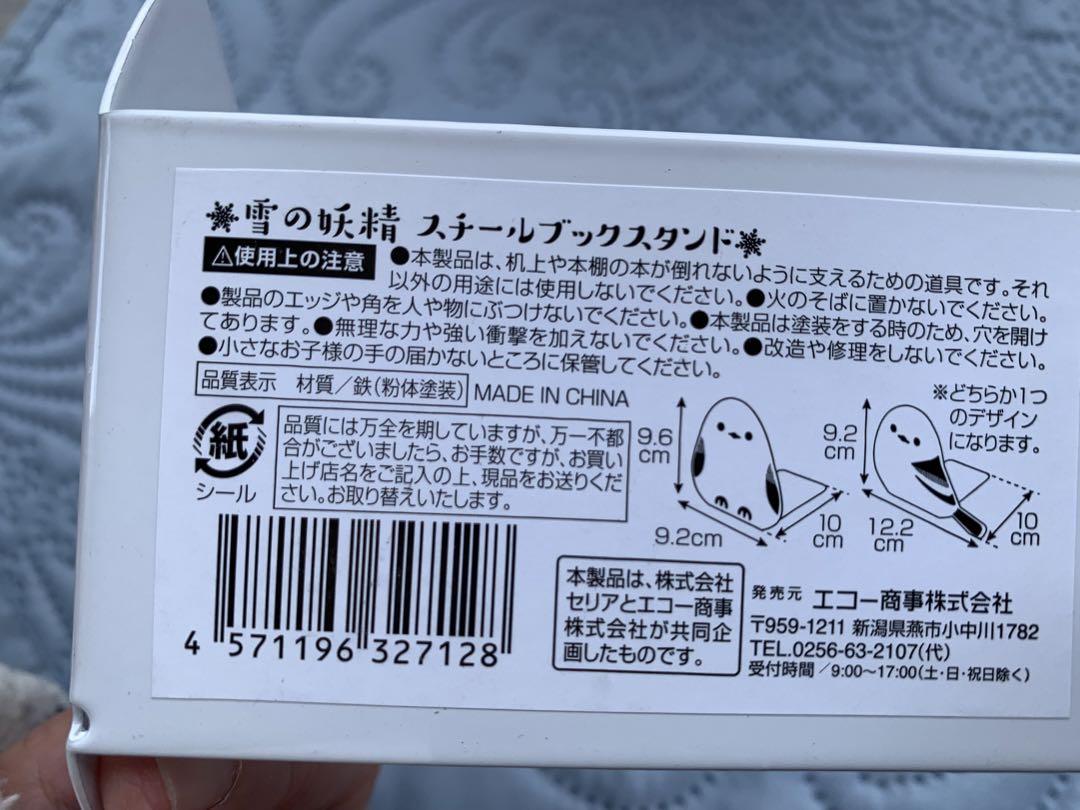 雪の妖精 スチールブックスタンド
⚠使用上の注意 ●本製品は、机上や本棚の本が倒れないように支えるための道具です。それ
以外の用途には使用しないでください。●火のそばに置かないでください。
●製品のエッジや角を人や物にぶつけないでください。●本製品は塗装をする時のため、穴を開け
てあります。●無理な力や強い衝撃を加えないでください。●改造や修理をしないでください。
●小さなお子様の手の届かないところに保管してください。
品質表示 材質/鉄(粉体塗装) MADE IN CHINA
紙
シール
品質には万全を期していますが、万一不都
合がございましたら、お手数ですが、お買い
上げ店名をご記入の上、現品をお送りくだ
さい。お取り替えいたします。
9.6
cm
9.2cm
10
cm
9.2
cm
12.2
cm
10
cm
※どちらか1つ
のデザイン
になります。
4 571196 327128
本製品は、株式会社
セリアとエコー商事
株式会社が共同企
画したものです。
発売元 エコー商事株式会社
〒959-1211 新潟県燕市小中川1782
TEL.0256-63-2107(代)
受付時間/9:00〜17:00(土・日・祝日除く)